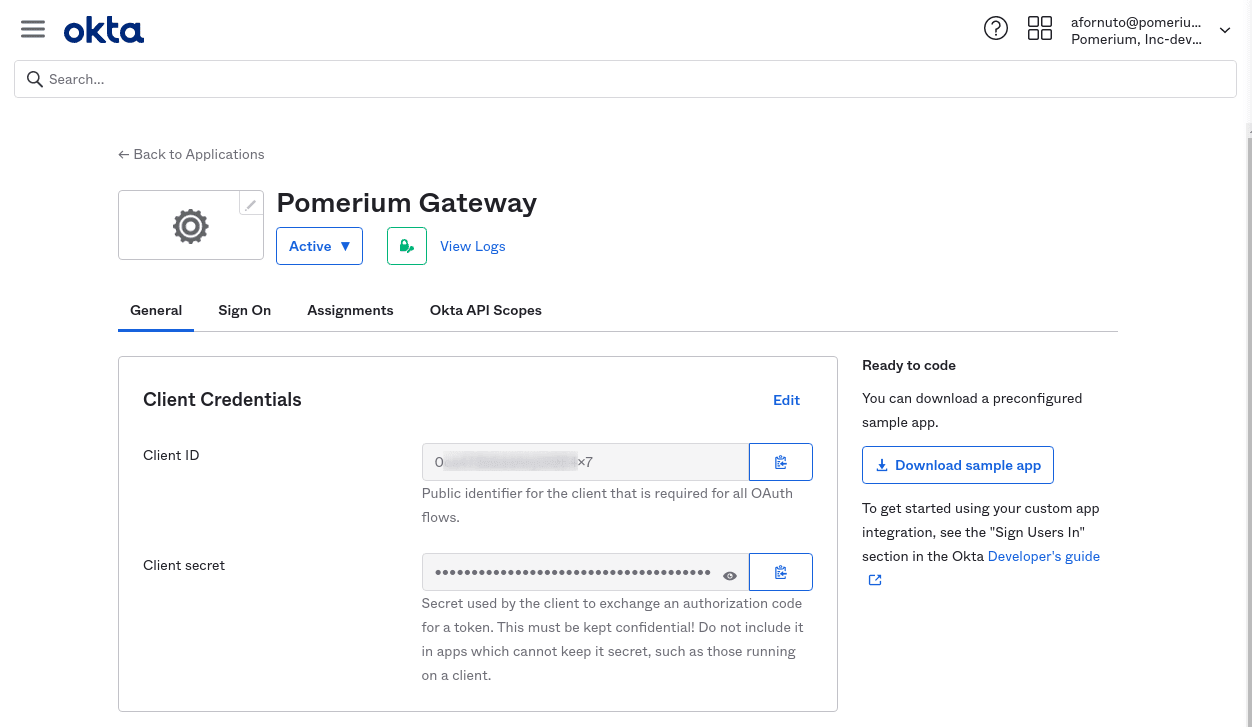 okta
afornuto@pomeriu...
Pomerium, Inc-dev...
Search...
← Back to Applications
Pomerium Gateway
Active ▼
View Logs
General Sign On Assignments Okta API Scopes
Client Credentials
Edit
Client ID
0
x7
Public identifier for the client that is required for all OAuth
flows.
Client secret
••••••••••••••••••••••••••••••••••••••
Secret used by the client to exchange an authorization code
for a token. This must be kept confidential! Do not include it
in apps which cannot keep it secret, such as those running
on a client.
Ready to code
You can download a preconfigured
sample app.
Download sample app
To get started using your custom app
integration, see the "Sign Users In"
section in the Okta Developer's guide